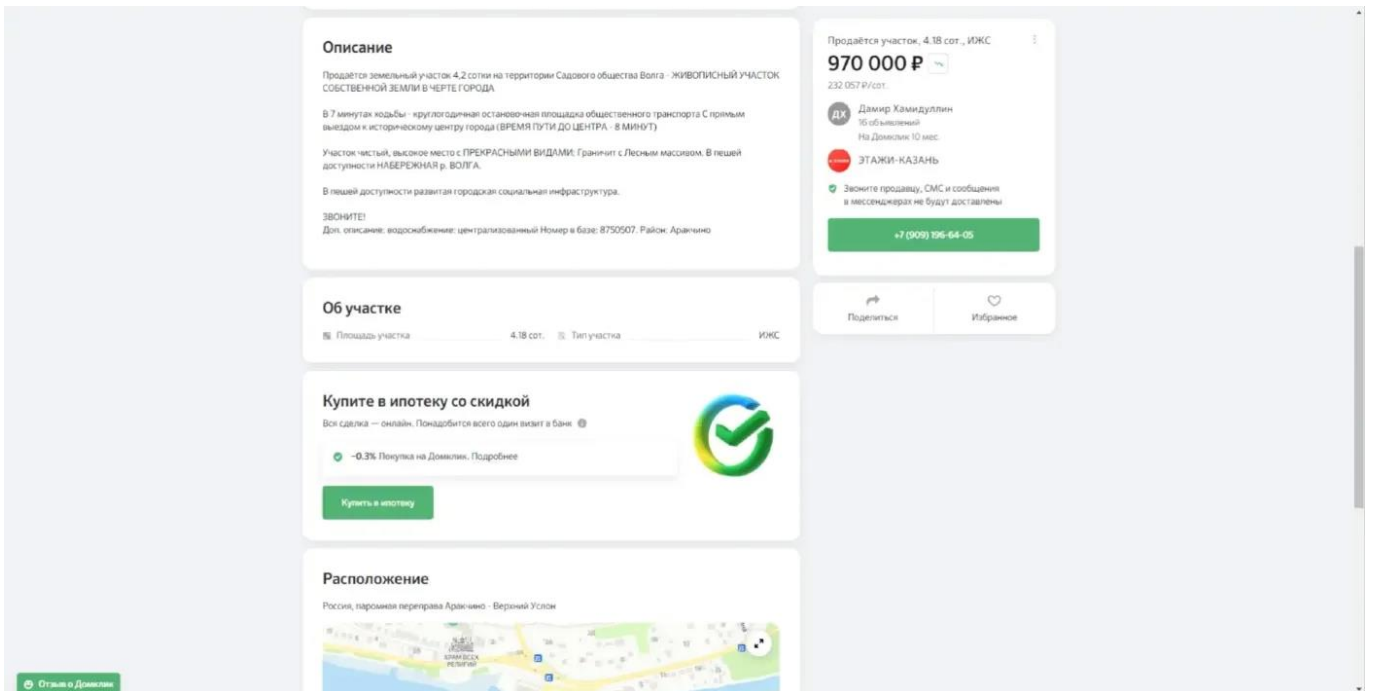 Описание
Продаётся земельный участок 4,2 сотки на территории Садового общества Волга - ЖИВОПИСНЫЙ УЧАСТОК
СОБСТВЕННОЙ ЗЕМЛИ В ЧЕРТЕ ГОРОДА
В 7 минутах ходьбы - круглогодичная остановочная площадка общественного транспорта С прямым
выездом к историческому центру города (ВРЕМЯ ПУТИ ДО ЦЕНТРА - 8 МИНУТ)
Участок чистый, высокое место с ПРЕКРАСНЫМИ ВИДАМИ; Граничит с Лесным массивом. В пешей
доступности НАБЕРЕЖНАЯ р. ВОЛГА.
В пешей доступности развитая городская социальная инфраструктура.
ЗВОНИТЕ!
Доп. описание: водоснабжение: централизованный Номер в базе: 8750507. Район: Аракчино
Об участке
Площадь участка 4.18 сот. Тип участка ИЖС
Купите в ипотеку со скидкой
Вся сделка — онлайн. Понадобится всего один визит в банк
−0.3% Покупка на Домклик. Подробнее
Купить в ипотеку
Расположение
Россия, паромная переправа Аракчино - Верхний Услон
ХРАМ ВСЕХ
РЕЛИГИЙ
Продаётся участок, 4.18 сот., ИЖС
970 000 ₽
232 057 ₽/сот.
ДХ
Дамир Хамидуллин
16 объявлений
На Домклик 10 мес.
ЭТАЖИ-КАЗАНЬ
Звоните продавцу, СМС и сообщения
в мессенджерах не будут доставлены
+7 (909) 196-64-05
Поделиться
Избранное
Отзыв о Домклик